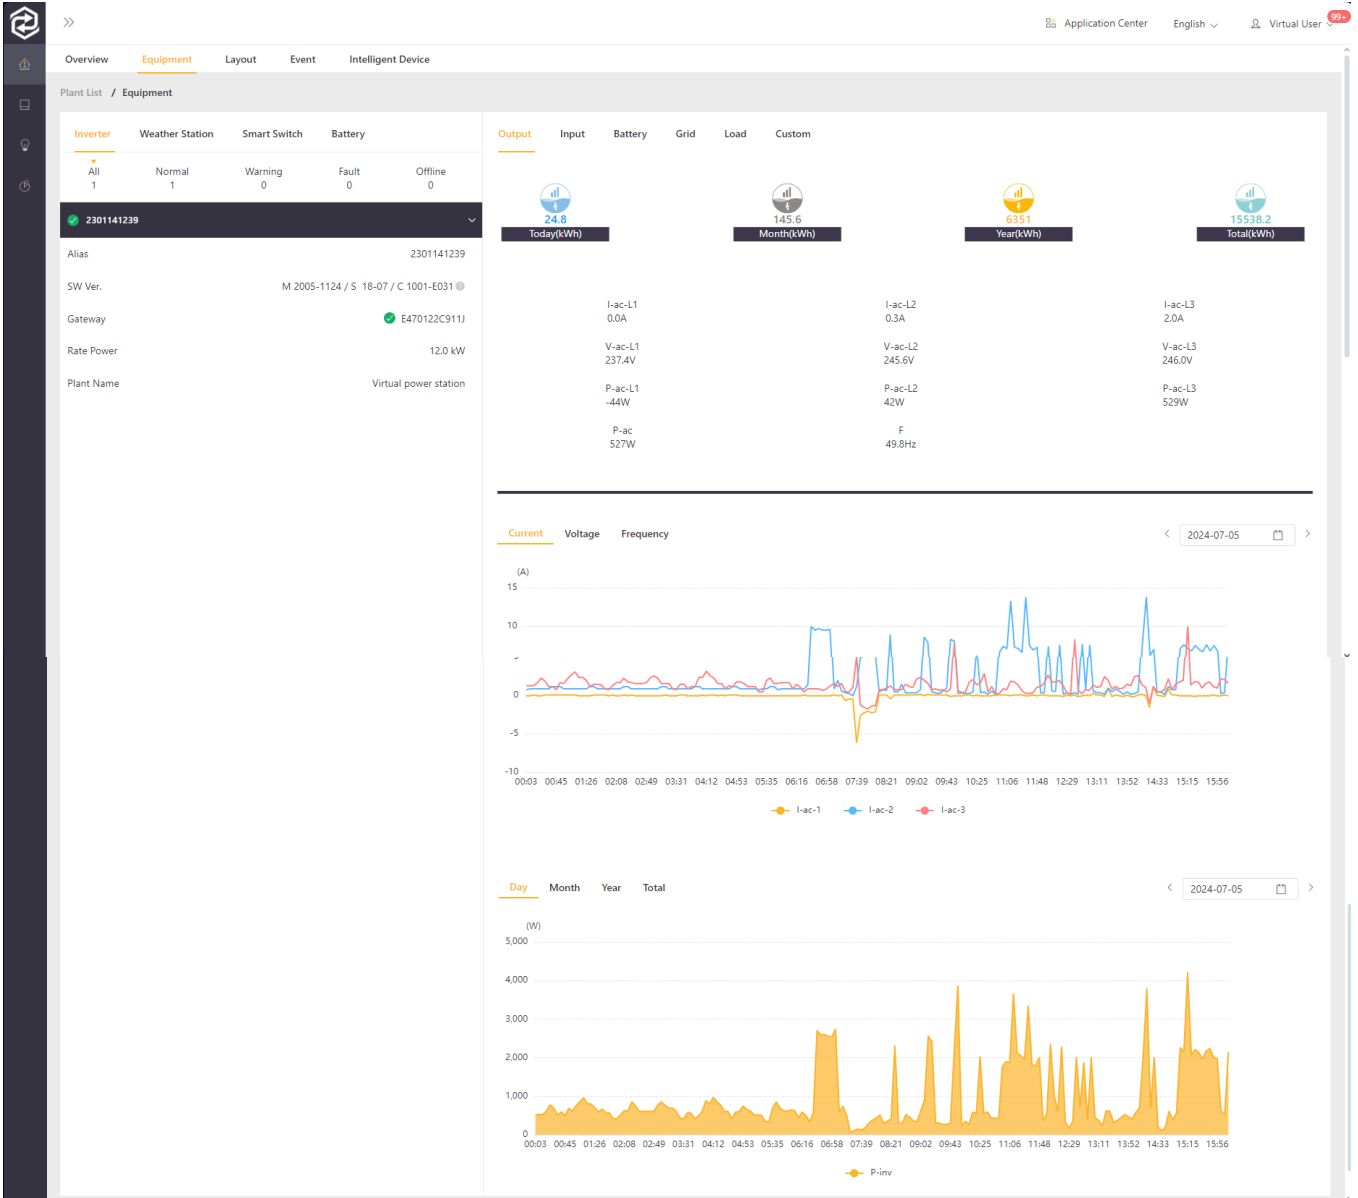 Application Center English Virtual User 99+
Overview Equipment Layout Event Intelligent Device
Plant List / Equipment
Inverter Weather Station Smart Switch Battery
All Normal Warning Fault Offline
1 1 0 0 0
2301141239
Alias 2301141239
SW Ver. M 2005-1124 / S 18-07 / C 1001-E031
Gateway E470122C911J
Rate Power 12.0 kW
Plant Name Virtual power station
Output Input Battery Grid Load Custom
24.8 145.6 6351 15538.2
Today(kWh) Month(kWh) Year(kWh) Total(kWh)
I-ac-L1 I-ac-L2 I-ac-L3
0.0A 0.3A 2.0A
V-ac-L1 V-ac-L2 V-ac-L3
237.4V 245.6V 246.0V
P-ac-L1 P-ac-L2 P-ac-L3
-44W 42W 529W
P-ac F
527W 49.8Hz
Current Voltage Frequency 2024-07-05
(A)
15
10
0
-5
-10
00:03 00:45 01:26 02:08 02:49 03:31 04:12 04:53 05:35 06:16 06:58 07:39 08:21 09:02 09:43 10:25 11:06 11:48 12:29 13:11 13:52 14:33 15:15 15:56
I-ac-1 I-ac-2 I-ac-3
Day Month Year Total 2024-07-05
(W)
5,000
4,000
3,000
2,000
1,000
0
00:03 00:45 01:26 02:08 02:49 03:31 04:12 04:53 05:35 06:16 06:58 07:39 08:21 09:02 09:43 10:25 11:06 11:48 12:29 13:11 13:52 14:33 15:15 15:56
P-inv